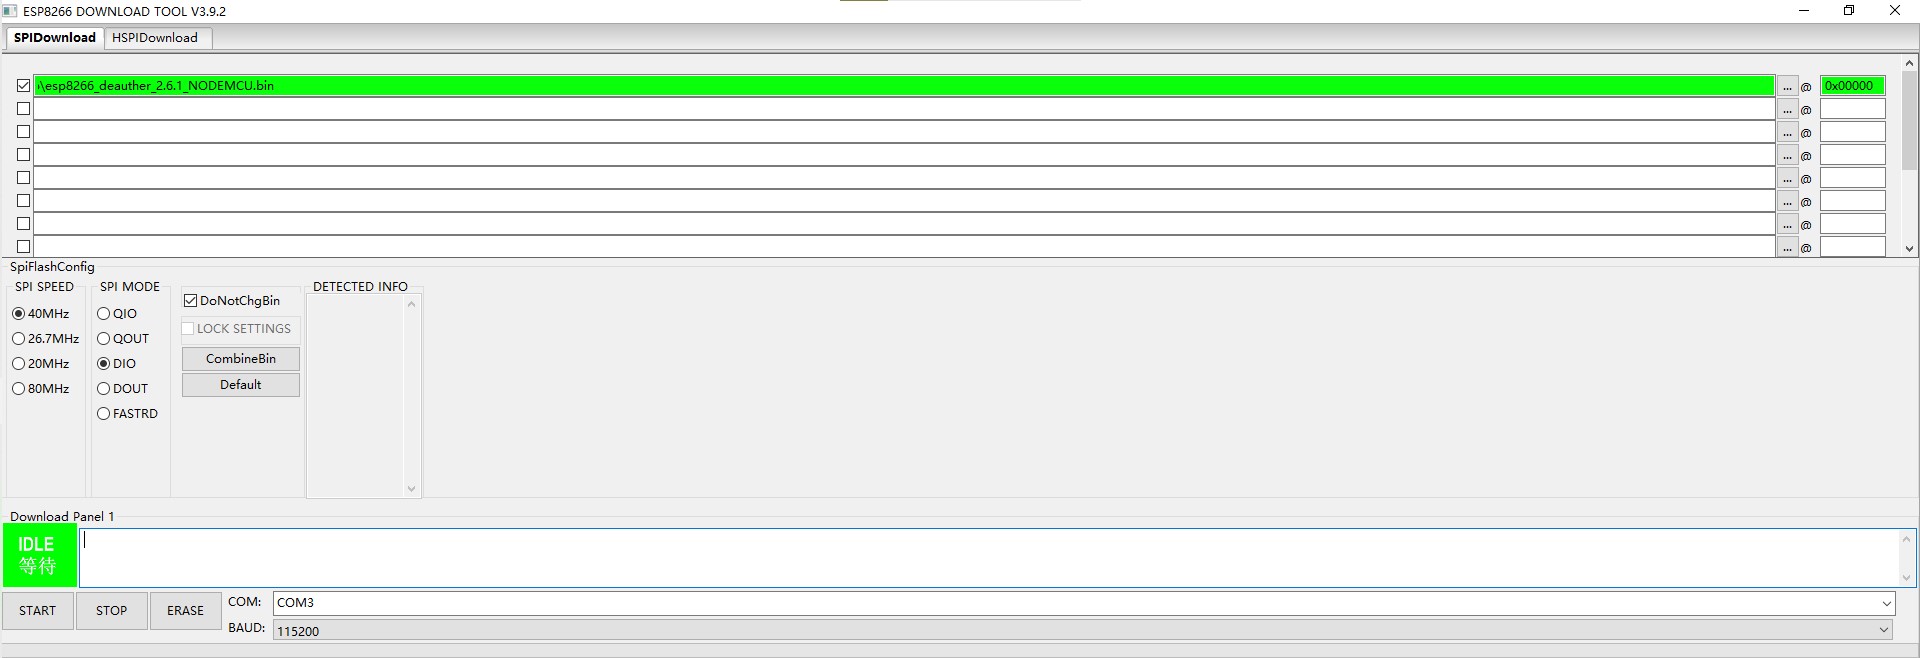 ESP8266 DOWNLOAD TOOL V3.9.2
SPIDownload HSPIDownload
\esp8266_deauther_2.6.1_NODEMCU.bin ... @ 0x00000
... @
... @
... @
... @
... @
... @
... @
SpiFlashConfig
SPI SPEED SPI MODE DETECTED INFO
DoNotChgBin
40MHz QIO
LOCK SETTINGS
26.7MHz QOUT
CombineBin
20MHz DIO
Default
80MHz DOUT
FASTRD
Download Panel 1
IDLE
等待
START STOP ERASE COM: COM3
BAUD: 115200